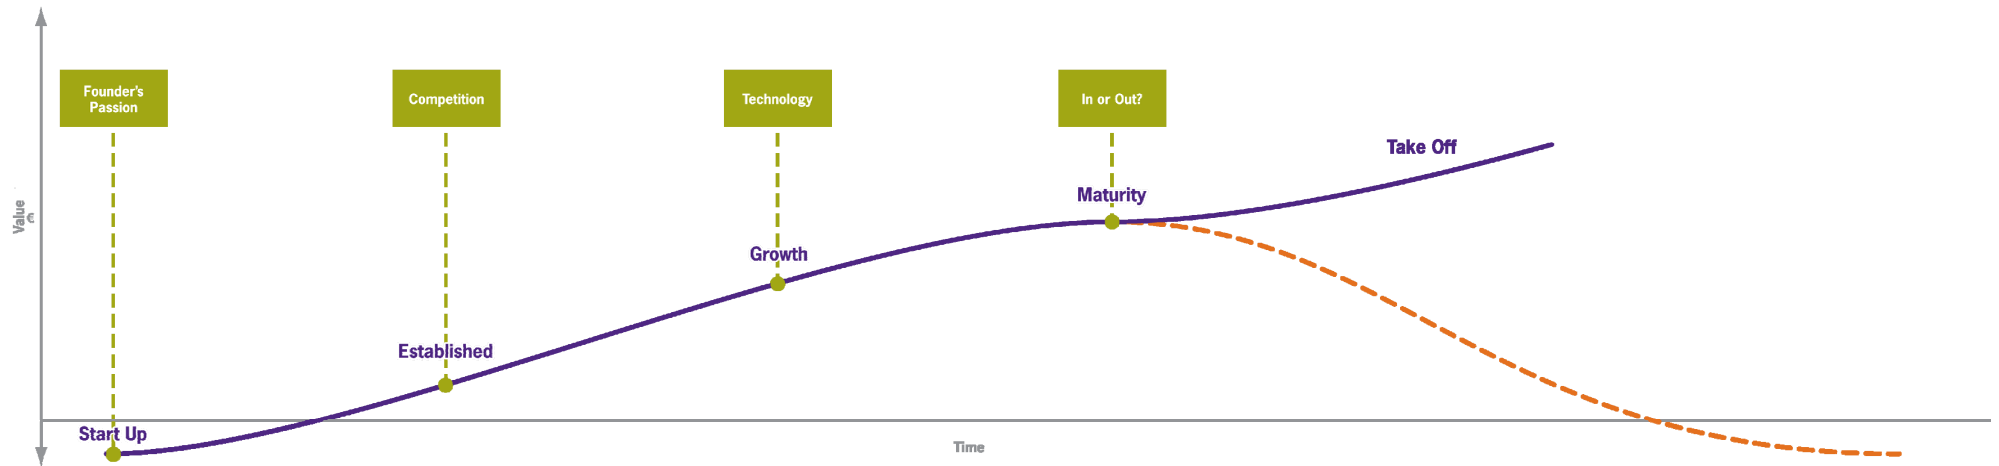 Founder's
Passion
Competition
Technology
In or Out?
Take Off
Maturity
Value
Growth
Established
Start Up
Time